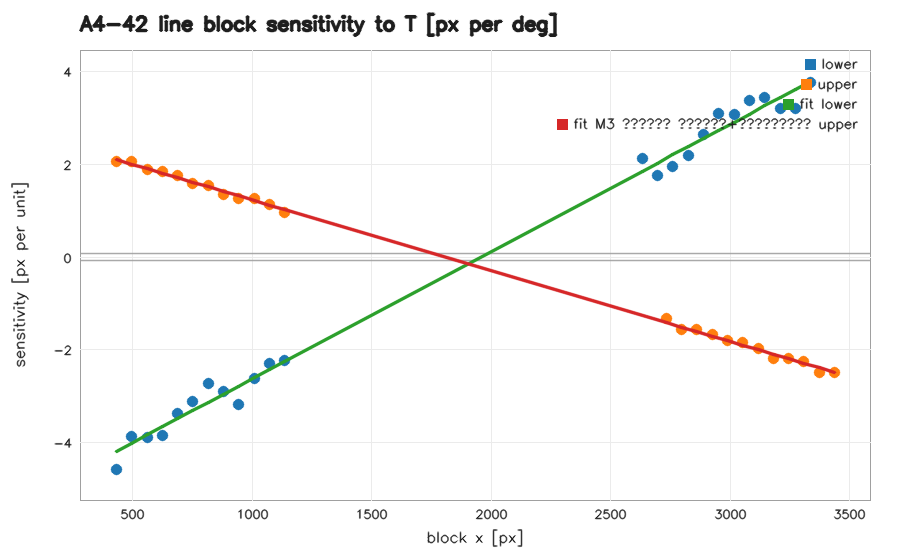 A4-42 line block sensitivity to T [px per deg]
lower
upper
fit lower
fit M3 ?????? ??????+????????? upper
4
2
0
-2
-4
sensitivity [px per unit]
500 1000 1500 2000 2500 3000 3500
block x [px]